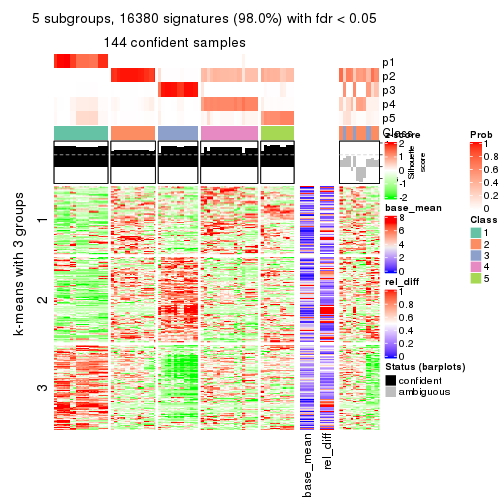 5 subgroups, 16380 signatures (98.0%) with fdr < 0.05
144 confident samples
p1
p2
p3
p4
p5
Class
z-score
2
1
0
-1
-2
Silhouette
score
Prob
1
0.8
0.6
0.4
0.2
0
base_mean
8
6
4
2
0
Class
1
2
3
4
5
rel_diff
1
0.8
0.6
0.4
0.2
0
Status (barplots)
confident
ambiguous
k-means with 3 groups
1
2
3
base_mean
rel_diff